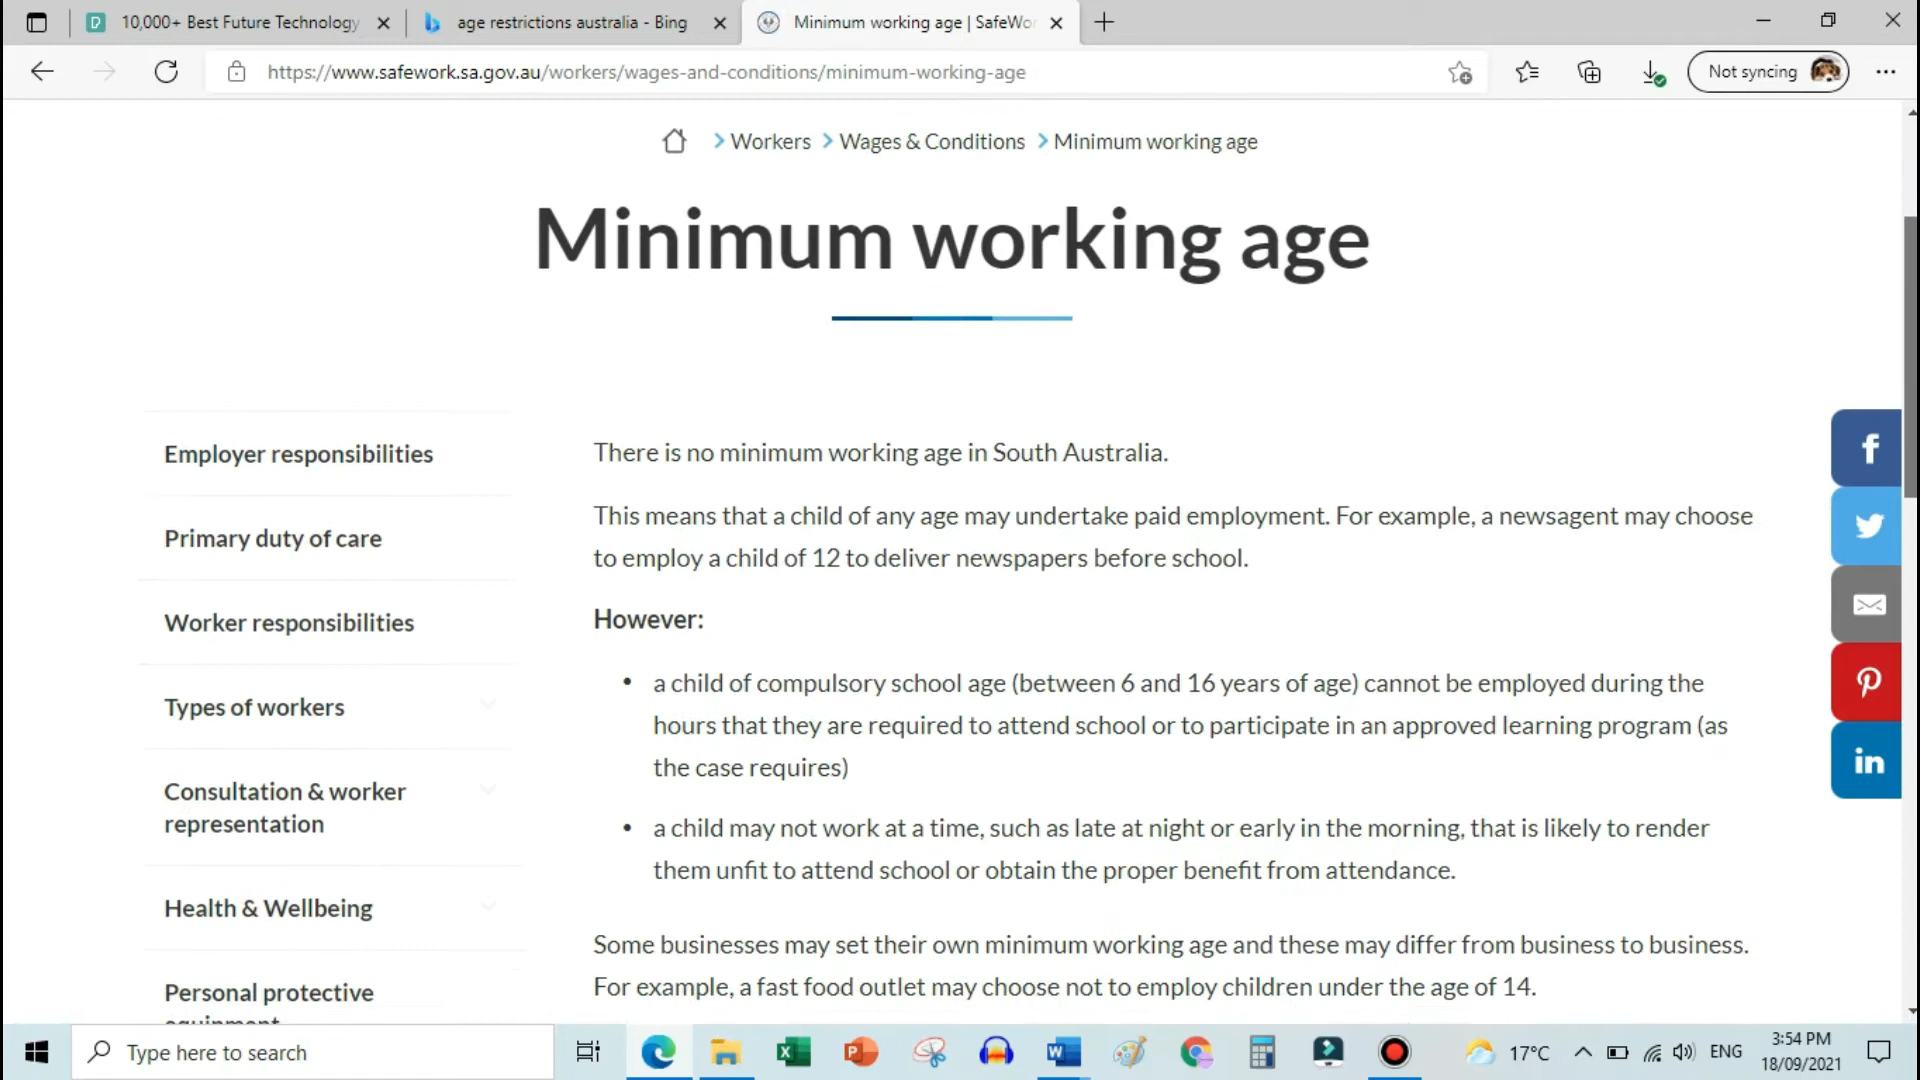 10,000+ Best Future Technology
age restrictions australia - Bing
Minimum working age | SafeWor
https://www.safework.sa.gov.au/workers/wages-and-conditions/minimum-working-age
Not syncing
Workers
Wages & Conditions
Minimum working age
Minimum working age
Employer responsibilities
Primary duty of care
Worker responsibilities
Types of workers
Consultation & worker
representation
Health & Wellbeing
Personal protective
equipment
There is no minimum working age in South Australia.
This means that a child of any age may undertake paid employment. For example, a newsagent may choose
to employ a child of 12 to deliver newspapers before school.
However:
• a child of compulsory school age (between 6 and 16 years of age) cannot be employed during the
hours that they are required to attend school or to participate in an approved learning program (as
the case requires)
• a child may not work at a time, such as late at night or early in the morning, that is likely to render
them unfit to attend school or obtain the proper benefit from attendance.
Some businesses may set their own minimum working age and these may differ from business to business.
For example, a fast food outlet may choose not to employ children under the age of 14.
Type here to search
17°C
ENG
3:54 PM
18/09/2021